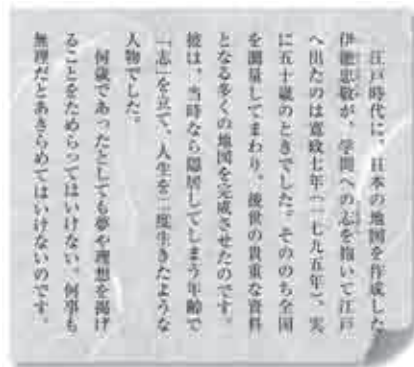 江戸時代に、日本の地図を作成した
伊能忠敬が、学問への志を抱いて江戸
へ出たのは寛政七年（一七九五年）、実
に五十歳のときでした。そののち全国
を測量してまわり、後世の貴重な資料
となる多くの地図を完成させたのです。
彼は、当時なら隠居してしまう年齢で
「志」を立て、人生を二度生きたような
人物でした。
何歳であったとしても夢や理想を掲げ
ることをためらってはいけない、何事も
無理だとあきらめてはいけないのです。